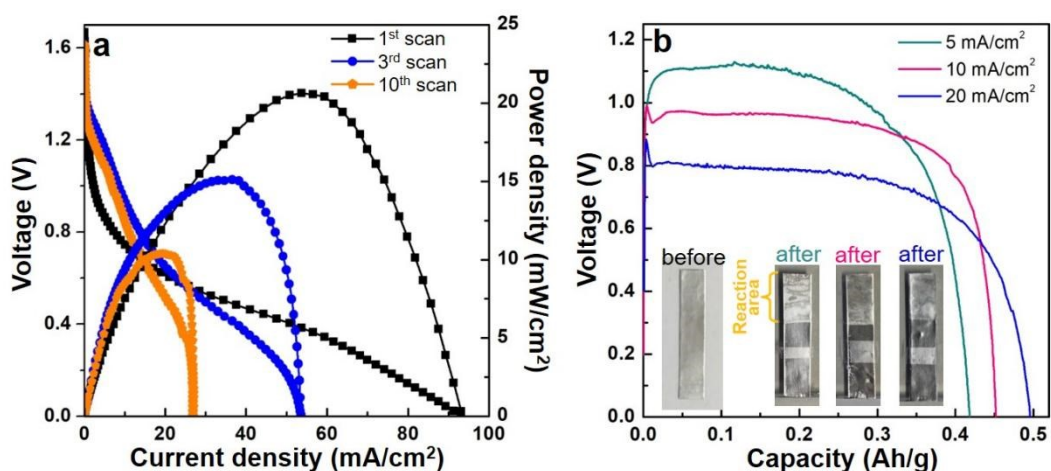 a
1st scan
3rd scan
10th scan
Voltage (V)
0.0
0.4
0.8
1.2
1.6
Power density (mW/cm²)
0
5
10
15
20
25
0 20 40 60 80 100
Current density (mA/cm²)
b
5 mA/cm²
10 mA/cm²
20 mA/cm²
Voltage (V)
0.0
0.2
0.4
0.6
0.8
1.0
1.2
before
after after after
Reaction
area
0.0 0.1 0.2 0.3 0.4 0.5
Capacity (Ah/g)